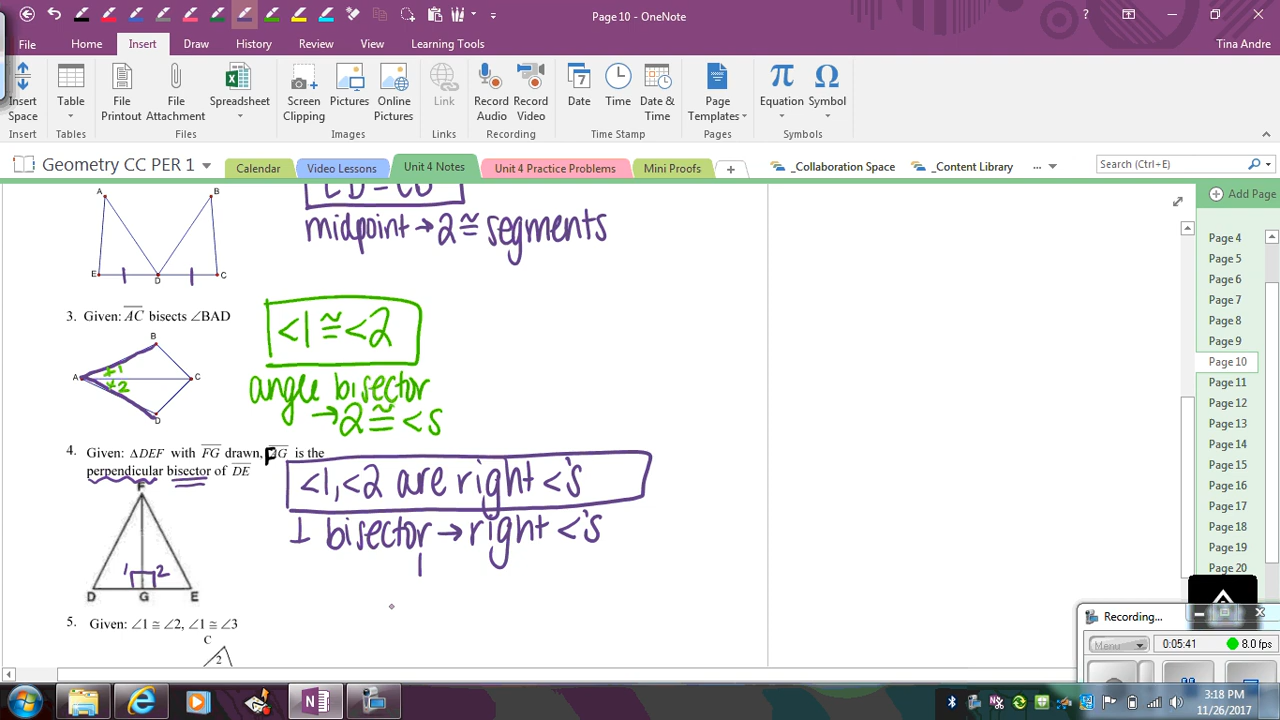 Page 10 - OneNote
?
Tina Andre
File Home Insert Draw History Review View Learning Tools
Insert Space
Table
File Printout
File Attachment
Spreadsheet
Screen Clipping
Pictures
Online Pictures
Link
Record Audio
Record Video
Date
Time
Date & Time
Page Templates
Equation
Symbol
Insert Tables Files Images Links Recording Time Stamp Pages Symbols
Geometry CC PER 1
Calendar Video Lessons Unit 4 Notes Unit 4 Practice Problems Mini Proofs + _Collaboration Space _Content Library ...
Search (Ctrl+E)
Add Page
Page 4
Page 5
Page 6
Page 7
Page 8
Page 9
Page 10
Page 11
Page 12
Page 13
Page 14
Page 15
Page 16
Page 17
Page 18
Page 19
Page 20
midpoint → 2 ≅ segments
A B
E D C
3. Given: AC bisects ∠BAD
<1 ≅ <2
B
A 1 C
2
D
angle bisector
→ 2 ≅ <s
4. Given: ΔDEF with FG drawn, FG is the
perpendicular bisector of DE
<1, <2 are right <'s
⊥ bisector → right <'s
F
1 2
D G E
5. Given: ∠1 ≅ ∠2, ∠1 ≅ ∠3
C
2
Recording...
Menu
0:05:41
8.0 fps
3:18 PM
11/26/2017